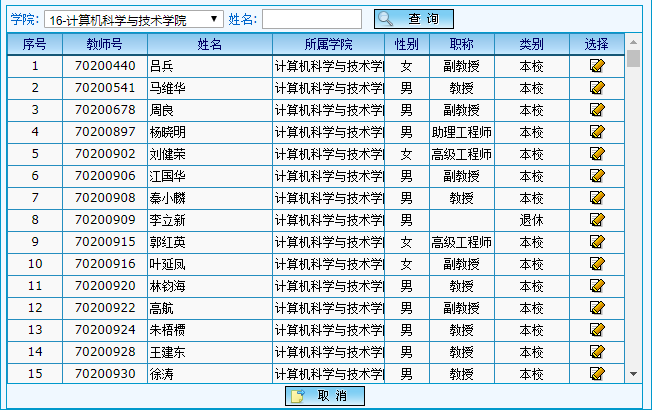 学院: 16-计算机科学与技术学院 姓名: 查 询
序号 教师号 姓名 所属学院 性别 职称 类别 选择
1 70200440 吕兵 计算机科学与技术学 女 副教授 本校
2 70200541 马维华 计算机科学与技术学 男 教授 本校
3 70200678 周良 计算机科学与技术学 男 副教授 本校
4 70200897 杨晓明 计算机科学与技术学 男 助理工程师 本校
5 70200902 刘健荣 计算机科学与技术学 女 高级工程师 本校
6 70200906 江国华 计算机科学与技术学 男 副教授 本校
7 70200908 秦小麟 计算机科学与技术学 男 教授 本校
8 70200909 李立新 计算机科学与技术学 男 退休
9 70200915 郭红英 计算机科学与技术学 女 高级工程师 本校
10 70200916 叶延凤 计算机科学与技术学 女 副教授 本校
11 70200920 林钧海 计算机科学与技术学 男 教授 本校
12 70200922 高航 计算机科学与技术学 男 副教授 本校
13 70200924 朱梧槚 计算机科学与技术学 男 教授 本校
14 70200928 王建东 计算机科学与技术学 男 教授 本校
15 70200930 徐涛 计算机科学与技术学 男 教授 本校
取 消